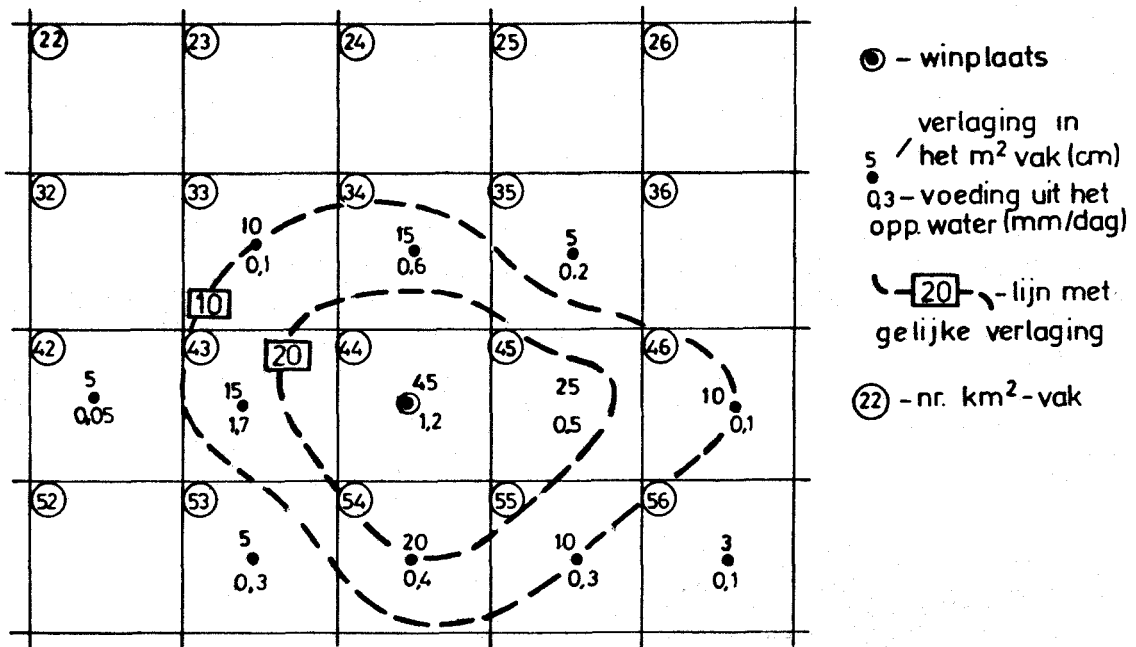 22 23 24 25 26
32 33 34 35 36
10 15 5
0,1 0,6 0.2
10
42 43 44 45 46
20
5 15 45 25 10
0,05 1,7 1,2 0.5 0,1
52 53 54 55 56
5 20 10 3
0,3 0,4 0,3 0,1
- winplaats
verlaging in
5 / het m² vak (cm)
0,3 - voeding uit het
opp. water (mm/dag)
20 - lijn met
gelijke verlaging
22 - nr. km² - vak